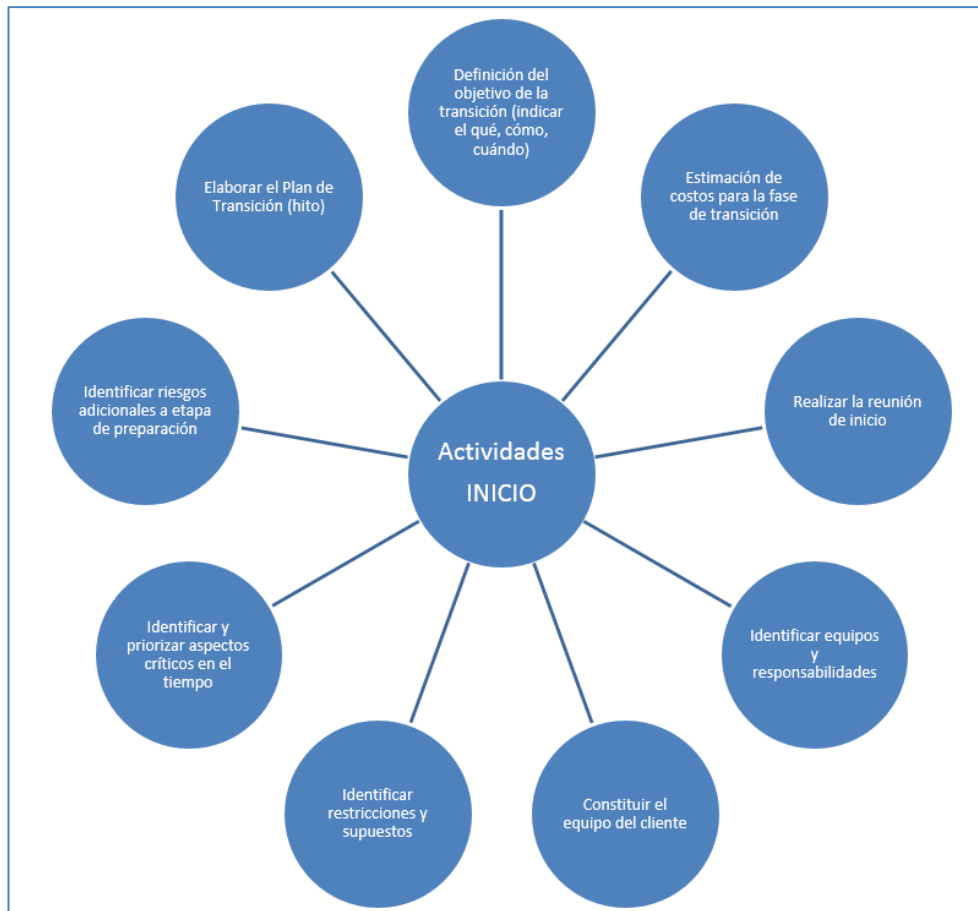 Definición del
objetivo de la
transición (indicar
el qué, cómo,
cuándo)
Estimación de
costos para la fase
de transición
Realizar la reunión
de inicio
Identificar equipos
y
responsabilidades
Constituir el
equipo del cliente
Identificar
restricciones y
supuestos
Identificar y
priorizar aspectos
críticos en el
tiempo
Identificar riesgos
adicionales a etapa
de preparación
Elaborar el Plan de
Transición (hito)
Actividades
INICIO